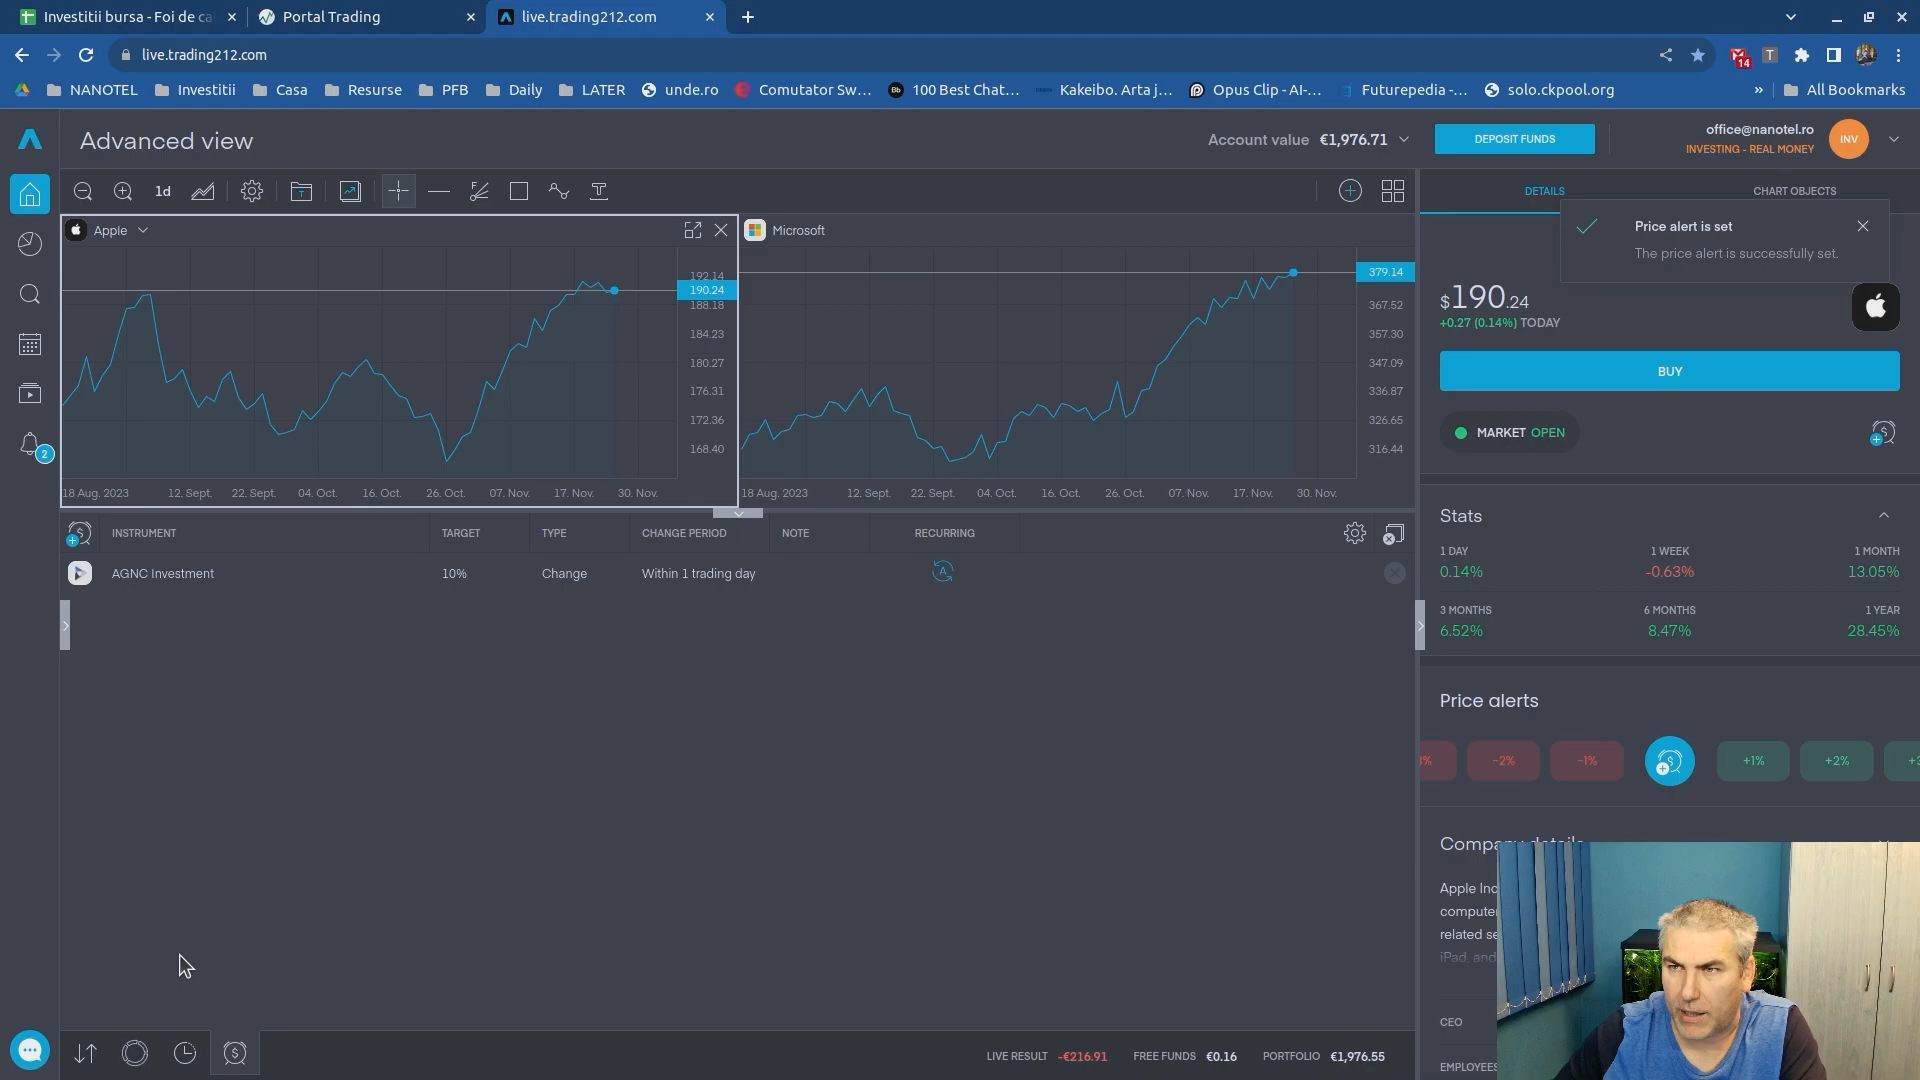 Investitii bursa - Foi de ca
Portal Trading
live.trading212.com
live.trading212.com
14
T
NANOTEL
Investitii
Casa
Resurse
PFB
Daily
LATER
unde.ro
Comutator Sw...
Bb
100 Best Chat...
Kakeibo. Arta j...
Opus Clip - AI-...
Futurepedia -...
solo.ckpool.org
»
All Bookmarks
Advanced view
Account value €1,976.71
DEPOSIT FUNDS
office@nanotel.ro
INVESTING - REAL MONEY
INV
1d
DETAILS
CHART OBJECTS
Price alert is set
The price alert is successfully set.
Apple
192.14
190.24
188.18
184.23
180.27
176.31
172.36
168.40
18 Aug. 2023
12. Sept.
22. Sept.
04. Oct.
16. Oct.
26. Oct.
07. Nov.
17. Nov.
30. Nov.
Microsoft
379.14
367.52
357.30
347.09
336.87
326.65
316.44
18 Aug. 2023
12. Sept.
22. Sept.
04. Oct.
16. Oct.
26. Oct.
07. Nov.
17. Nov.
30. Nov.
$190.24
+0.27 (0.14%) TODAY
BUY
MARKET OPEN
2
INSTRUMENT
TARGET
TYPE
CHANGE PERIOD
NOTE
RECURRING
AGNC Investment
10%
Change
Within 1 trading day
A
Stats
1 DAY
1 WEEK
1 MONTH
0.14%
-0.63%
13.05%
3 MONTHS
6 MONTHS
1 YEAR
6.52%
8.47%
28.45%
Price alerts
-2%
-1%
+1%
+2%
Apple Inc
iPad, and
CEO
EMPLOYEES
LIVE RESULT -€216.91
FREE FUNDS €0.16
PORTFOLIO €1,976.55